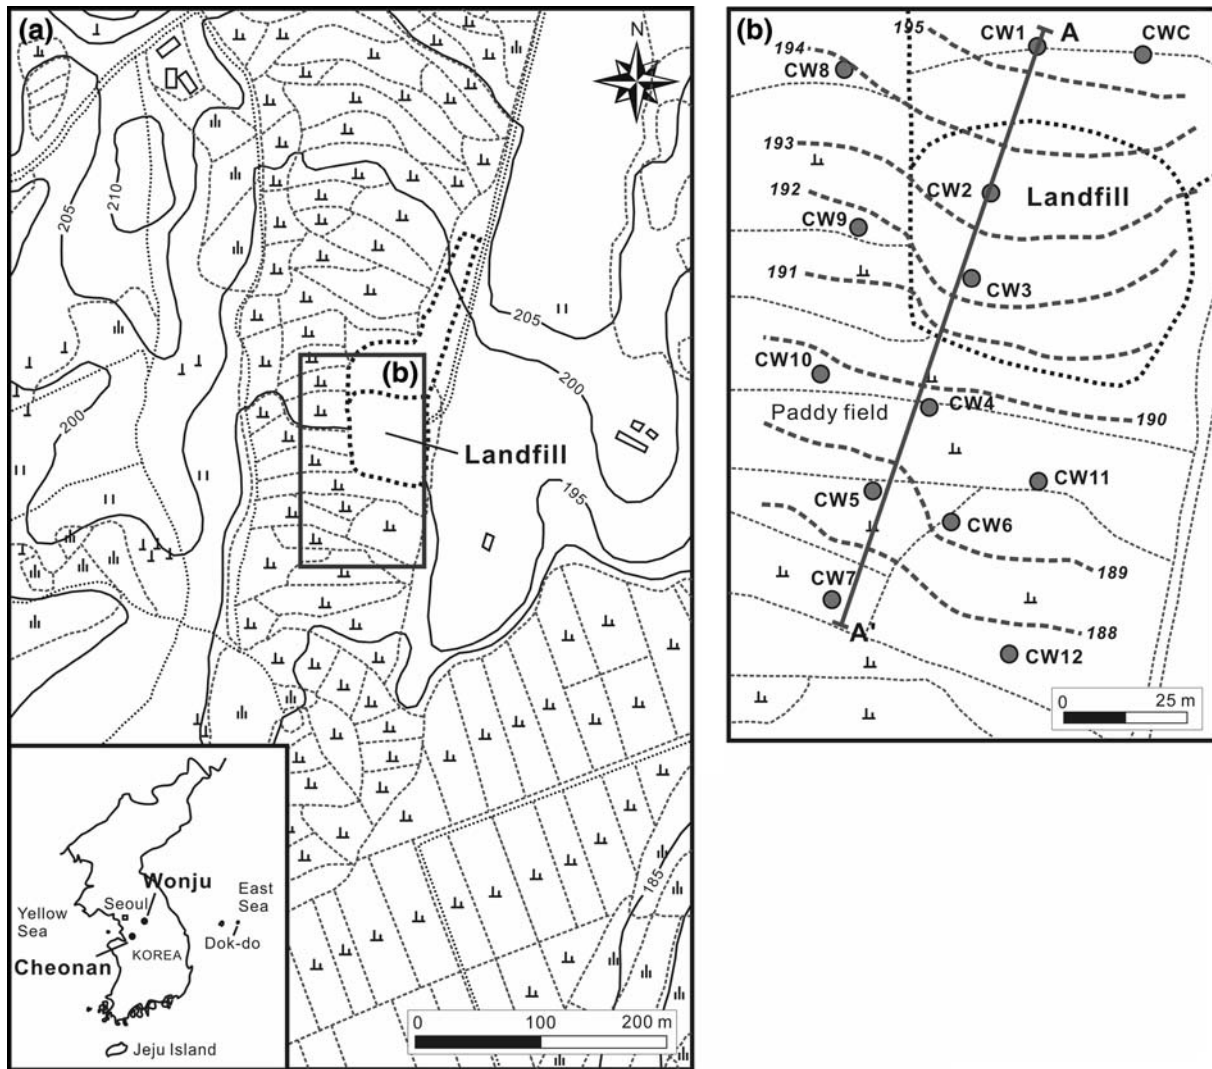 (a)
N
210
205
200
205
200
195
(b)
Landfill
185
Wonju
Seoul
East
Sea
Yellow
Sea
Dok-do
KOREA
Cheonan
Jeju Island
0 100 200 m
(b)
195
CW1
A
CWC
194
CW8
193
192
CW2
Landfill
CW9
191
CW3
CW10
CW4
190
Paddy field
CW5
CW11
CW6
CW7
189
188
A'
CW12
0 25 m